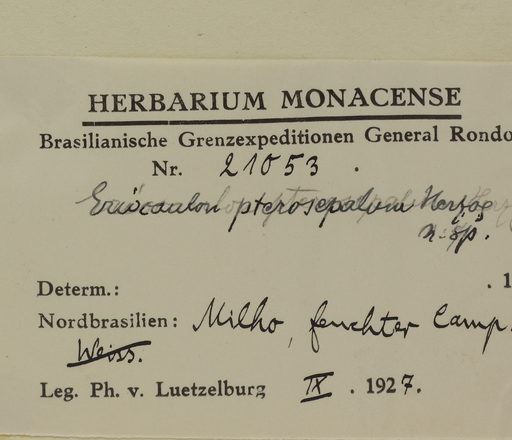 HERBARIUM MONACENSE
Brasilianische Grenzexpeditionen General Rondo
Nr. 21053 .
Eriocaulon pterosepalum Herzog
n. sp.
Determ.: . 1
Nordbrasilien: Milho, feuchter Camp.
Weiss.
Leg. Ph. v. Luetzelburg IX . 1927.